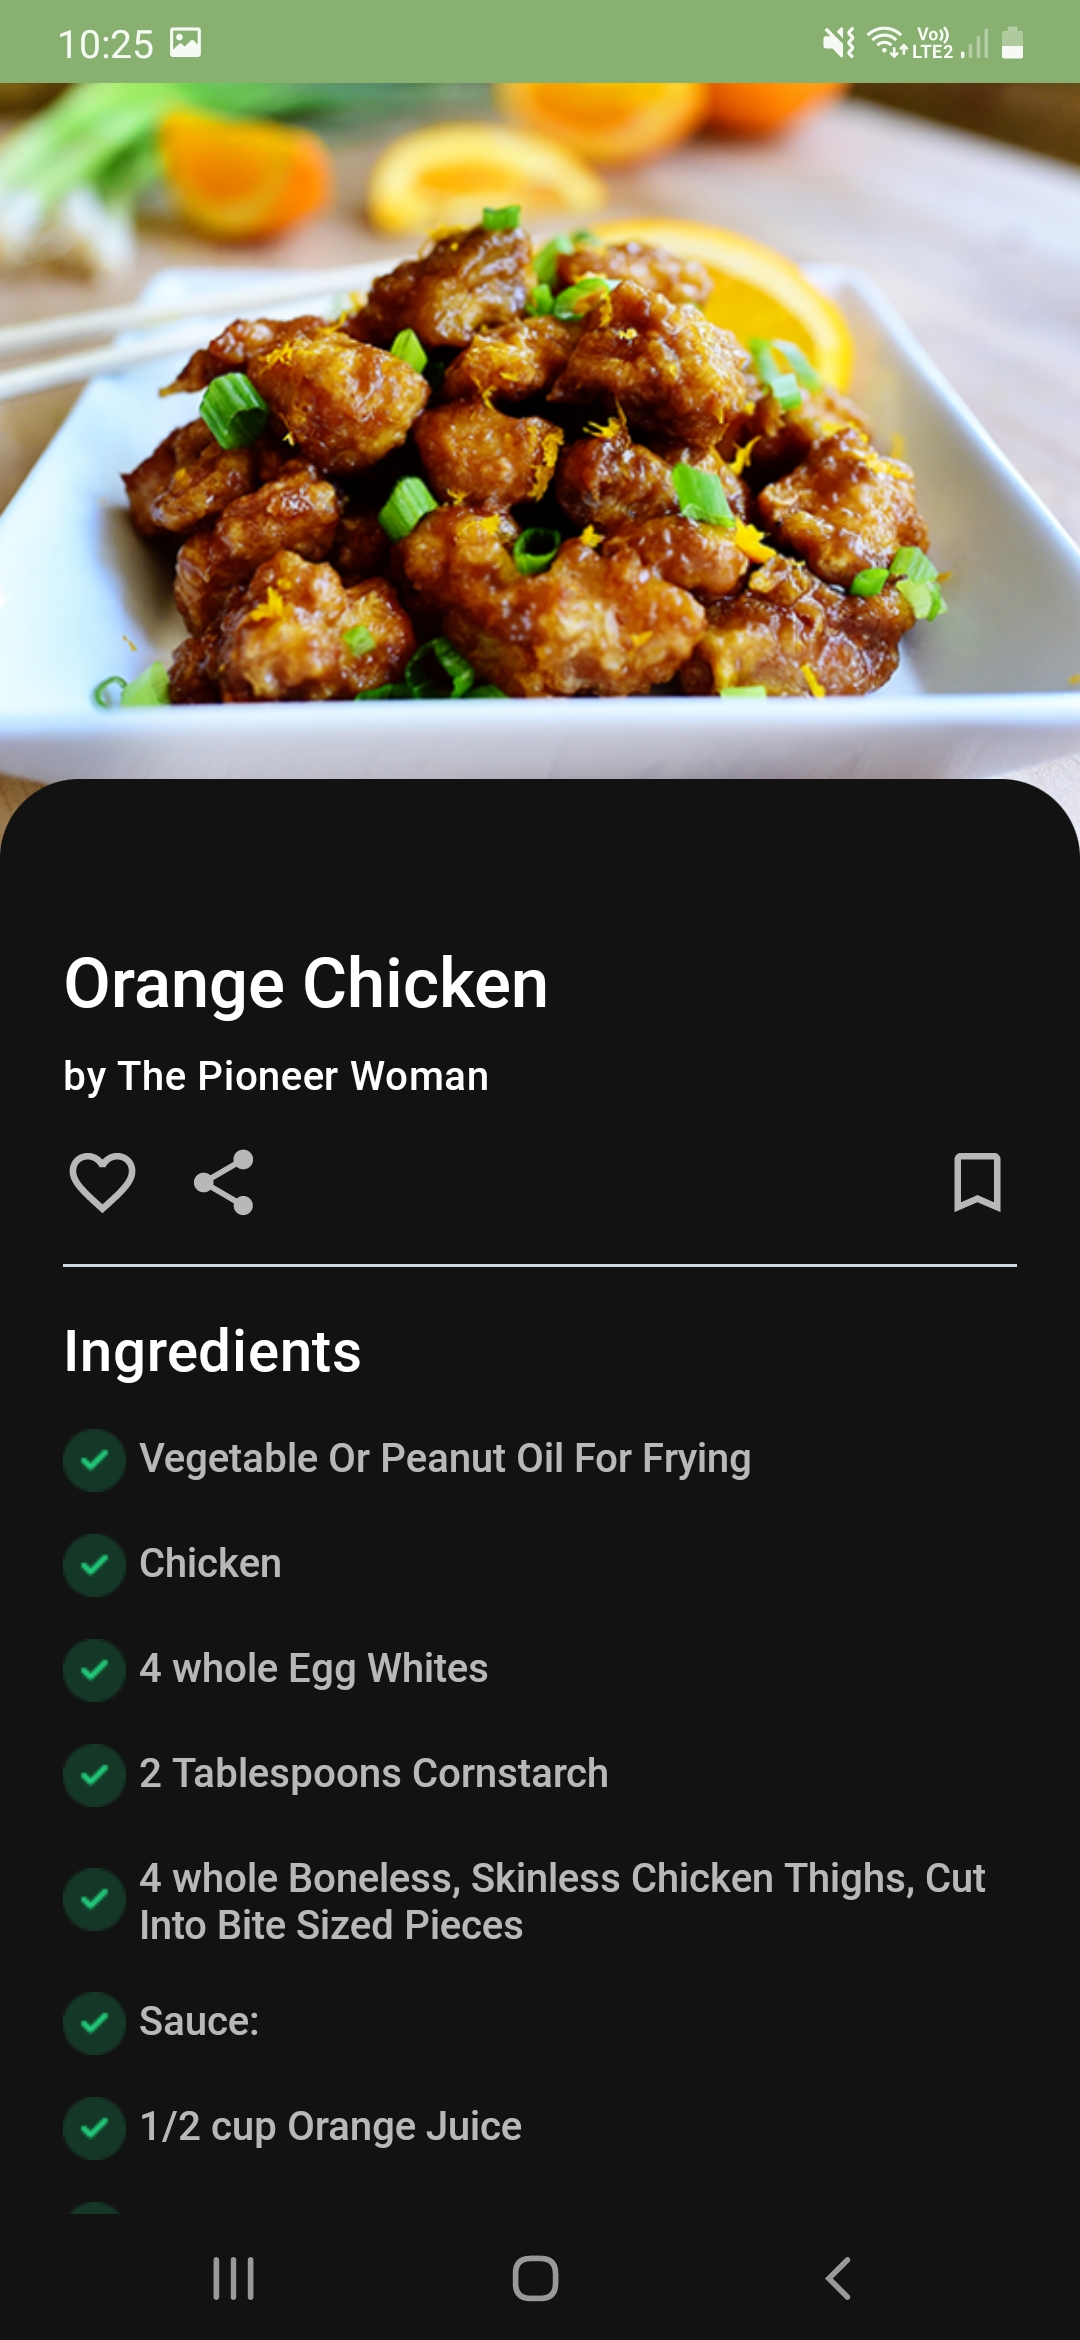 10:25
Vo))
LTE2
Orange Chicken
by The Pioneer Woman
Ingredients
Vegetable Or Peanut Oil For Frying
Chicken
4 whole Egg Whites
2 Tablespoons Cornstarch
4 whole Boneless, Skinless Chicken Thighs, Cut
Into Bite Sized Pieces
Sauce:
1/2 cup Orange Juice